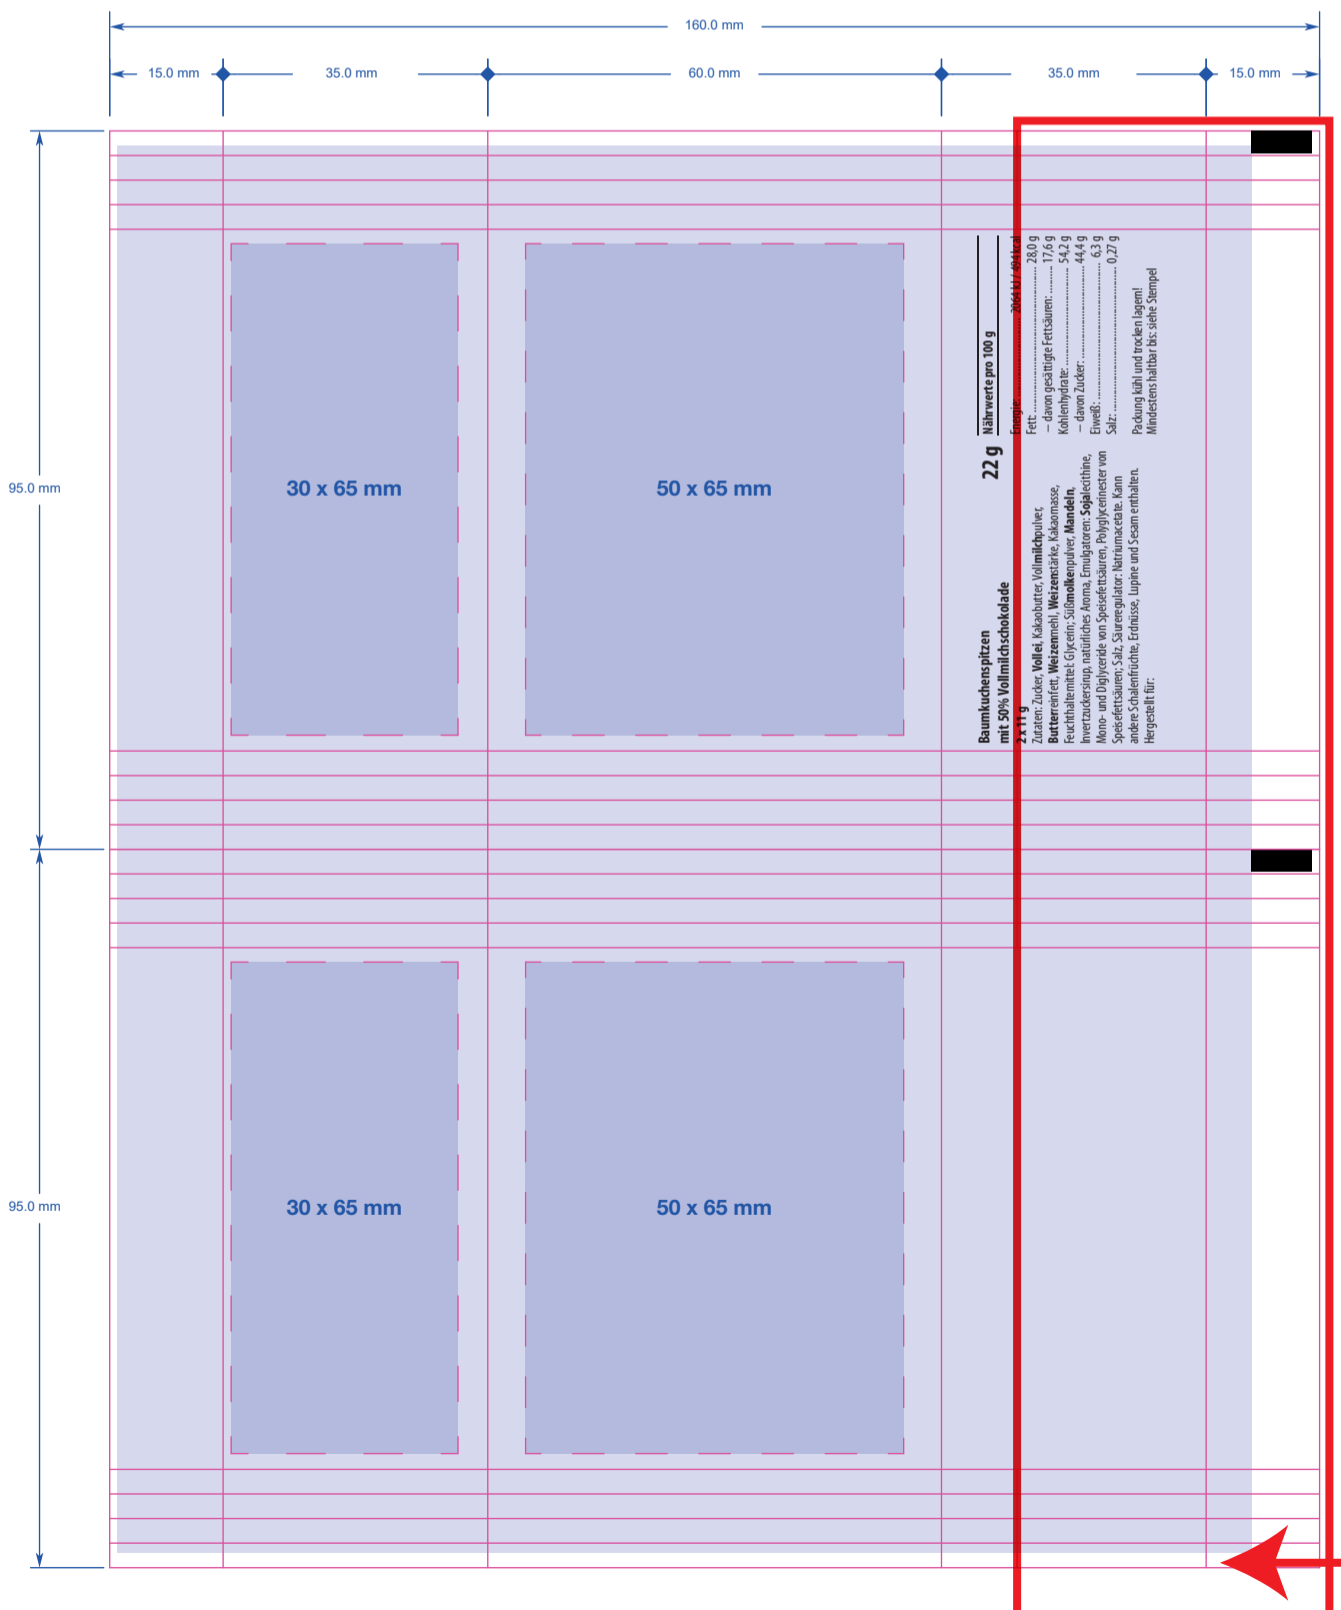 160.0 mm
15.0 mm
35.0 mm
60.0 mm
35.0 mm
15.0 mm
95.0 mm
30 x 65 mm
50 x 65 mm
Baumkuchenspitzen
mit 50% Vollmilchschokolade
2 x 11 g
22 g
Zutaten: Zucker, Vollei, Kakaobutter, Vollmilchpulver,
Butterreinfett, Weizenmehl, Weizenstärke, Kakaomasse,
Feuchthaltemittel: Glycerin; Süßmolkenpulver, Mandeln,
Invertzuckersirup, natürliches Aroma, Emulgatoren: Sojalecithine,
Mono- und Diglyceride von Speisefettsäuren, Polyglycerinester von
Speisefettsäuren; Salz, Säureregulator: Natriumacetate. Kann
andere Schalenfrüchte, Erdnüsse, Lupine und Sesam enthalten.
Hergestellt für:
Nährwerte pro 100 g
Energie: 2064 kJ / 494 kcal
Fett: 28,0 g
– davon gesättigte Fettsäuren: 17,6 g
Kohlenhydrate: 54,2 g
– davon Zucker: 44,4 g
Eiweiß: 6,3 g
Salz: 0,27 g
Packung kühl und trocken lagern!
Mindestens haltbar bis: siehe Stempel
95.0 mm
30 x 65 mm
50 x 65 mm